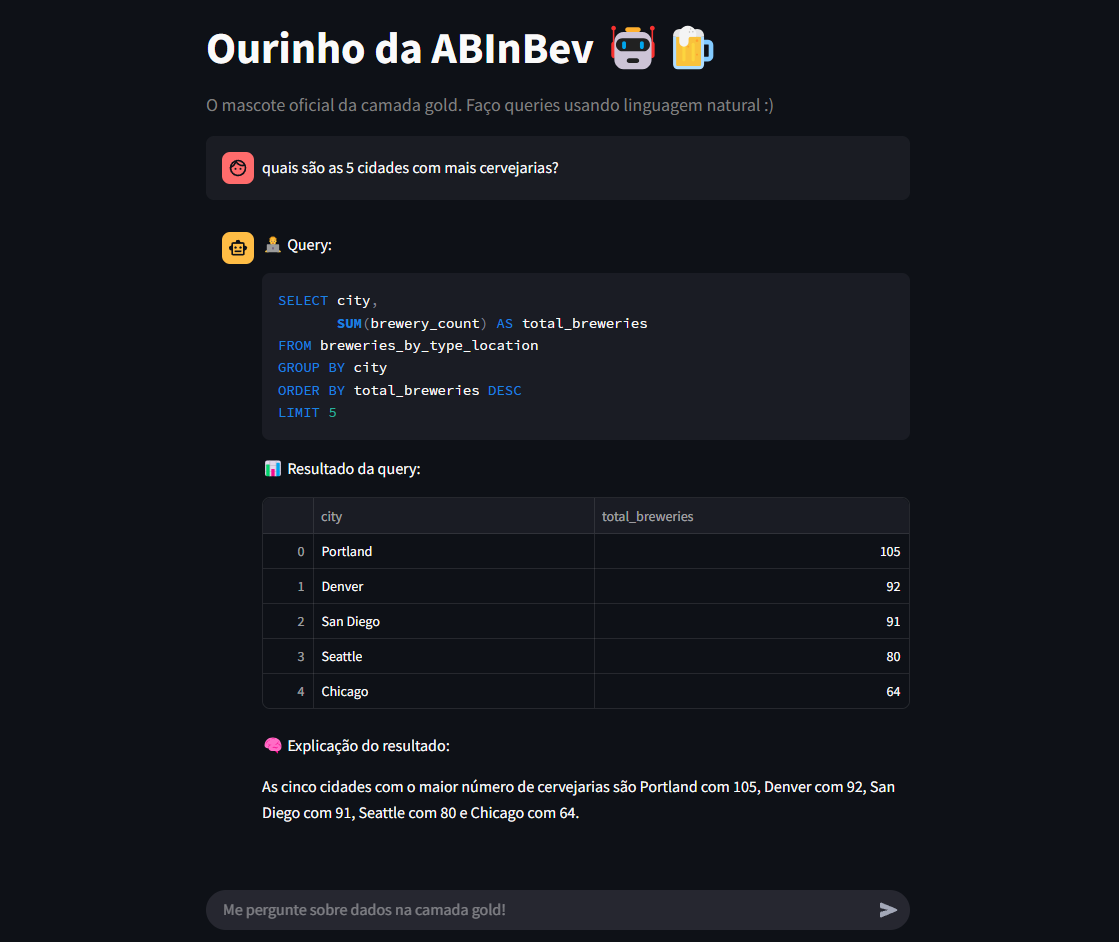 Ourinho da ABInBev 🤖 🍺
O mascote oficial da camada gold. Faço queries usando linguagem natural :)
quais são as 5 cidades com mais cervejarias?
Query:
SELECT city,
SUM(brewery_count) AS total_breweries
FROM breweries_by_type_location
GROUP BY city
ORDER BY total_breweries DESC
LIMIT 5
Resultado da query:
city total_breweries
0 Portland 105
1 Denver 92
2 San Diego 91
3 Seattle 80
4 Chicago 64
Explicação do resultado:
As cinco cidades com o maior número de cervejarias são Portland com 105, Denver com 92, San
Diego com 91, Seattle com 80 e Chicago com 64.
Me pergunte sobre dados na camada gold!